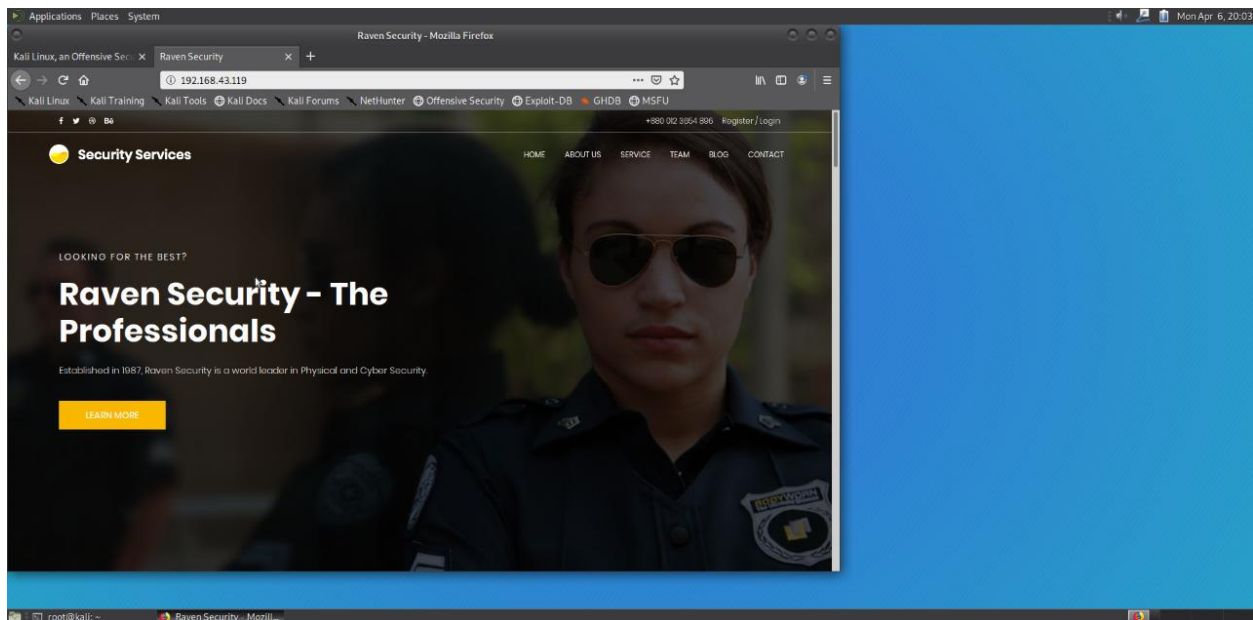 Applications Places System
Mon Apr 6, 20:03
Raven Security - Mozilla Firefox
Kali Linux, an Offensive Sec
Raven Security
192.168.43.119
Kali Linux Kali Training Kali Tools Kali Docs Kali Forums NetHunter Offensive Security Exploit-DB GHDB MSFU
+880 012 3654 896 Register / Login
Security Services
HOME ABOUT US SERVICE TEAM BLOG CONTACT
LOOKING FOR THE BEST?
Raven Security - The
Professionals
Established in 1987, Raven Security is a world leader in Physical and Cyber Security.
LEARN MORE
BODYWORN
root@kali: ~
Raven Security - Mozill...